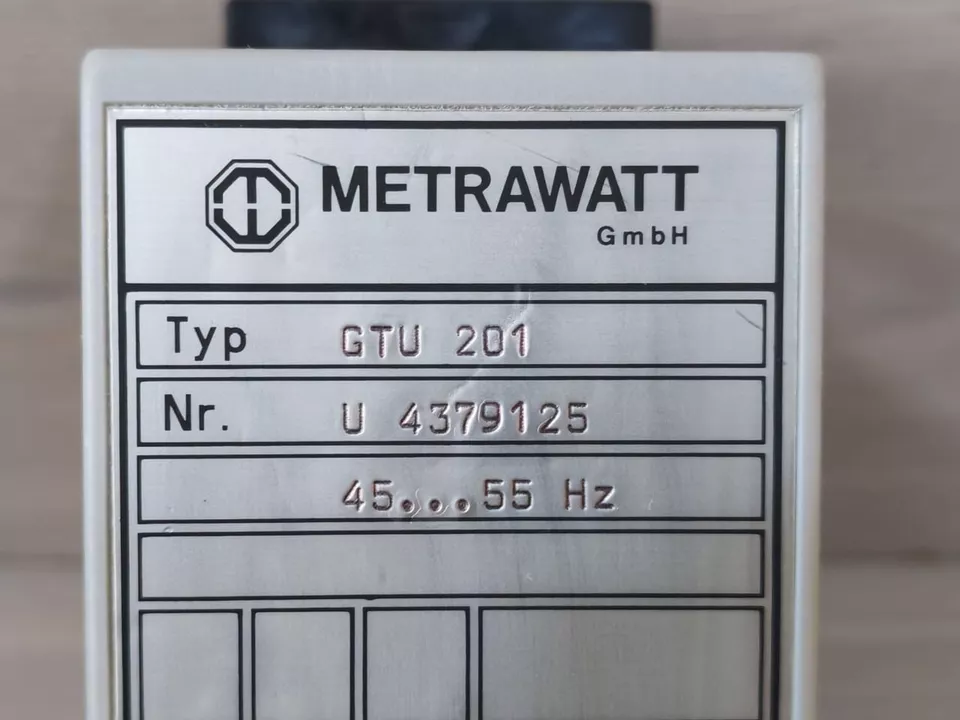 METRAWATT
GmbH
Typ GTU 201
Nr. U 4379125
45...55 Hz